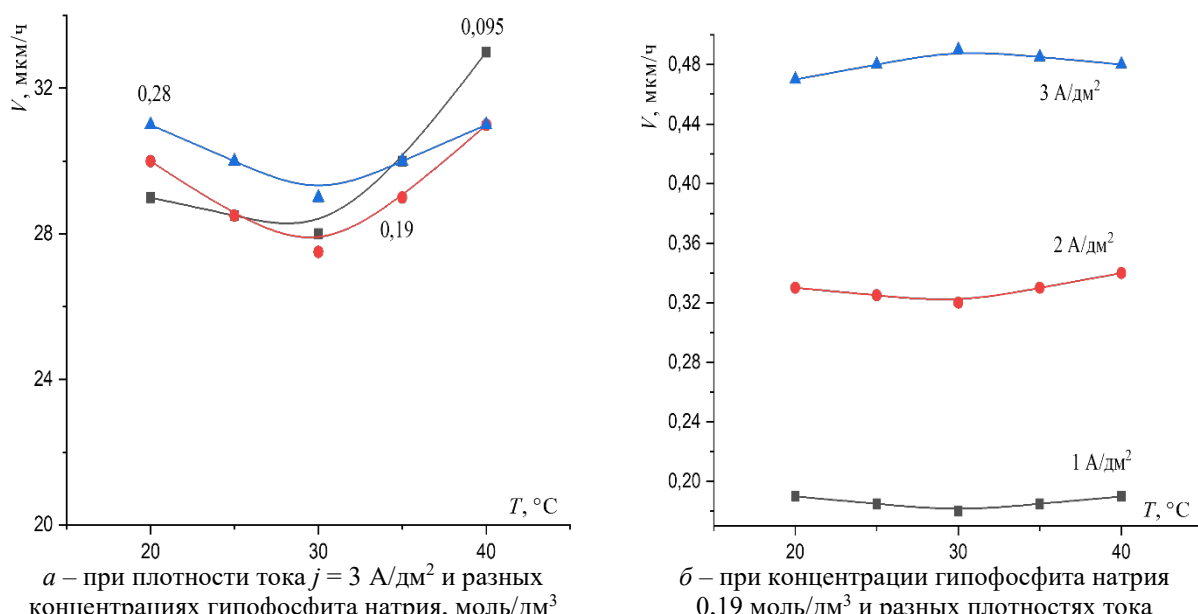 V, мкм/ч
32
28
24
20
0,28
0,095
0,19
T, °C
20
30
40
а – при плотности тока j = 3 А/дм² и разных
концентрациях гипофосфита натрия, моль/дм³
V, мкм/ч
0,48
0,44
0,40
0,36
0,32
0,28
0,24
0,20
3 А/дм²
2 А/дм²
1 А/дм²
T, °C
20
30
40
б – при концентрации гипофосфита натрия
0,19 моль/дм³ и разных плотностях тока